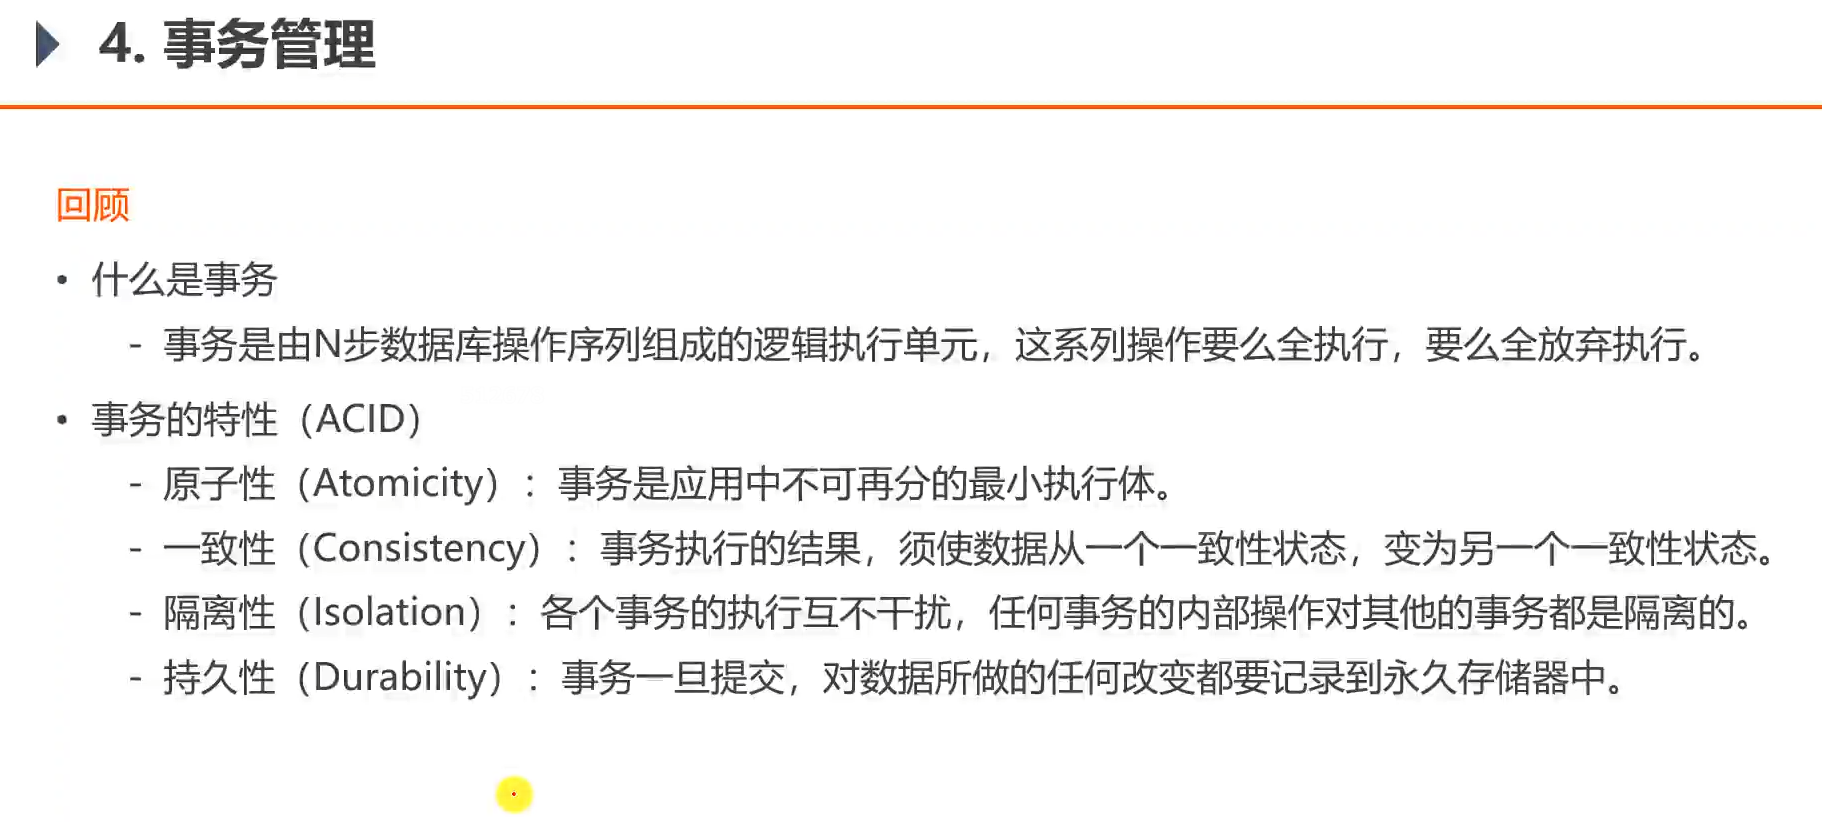 4. 事务管理
回顾
• 什么是事务
- 事务是由N步数据库操作序列组成的逻辑执行单元，这系列操作要么全执行，要么全放弃执行。
• 事务的特性（ACID）
- 原子性（Atomicity）：事务是应用中不可再分的最小执行体。
- 一致性（Consistency）：事务执行的结果，须使数据从一个一致性状态，变为另一个一致性状态。
- 隔离性（Isolation）：各个事务的执行互不干扰，任何事务的内部操作对其他的事务都是隔离的。
- 持久性（Durability）：事务一旦提交，对数据所做的任何改变都要记录到永久存储器中。